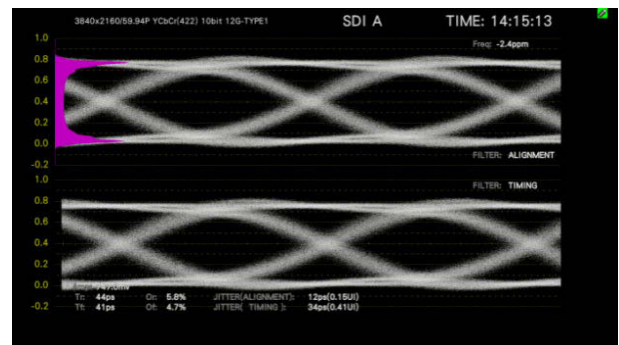 3840x2160/59.94P YCbCr(422) 10bit 12G-TYPE1 SDI A TIME: 14:15:13
Freq: -2.4ppm
1.0
0.8
0.6
0.4
0.2
0.0
-0.2
FILTER: ALIGNMENT
1.0
FILTER: TIMING
0.8
0.6
0.4
0.2
0.0
-0.2
Tr: 44ps Or: 5.8% JITTER(ALIGNMENT): 12ps(0.15UI)
Tf: 41ps Of: 4.7% JITTER( TIMING ): 34ps(0.41UI)